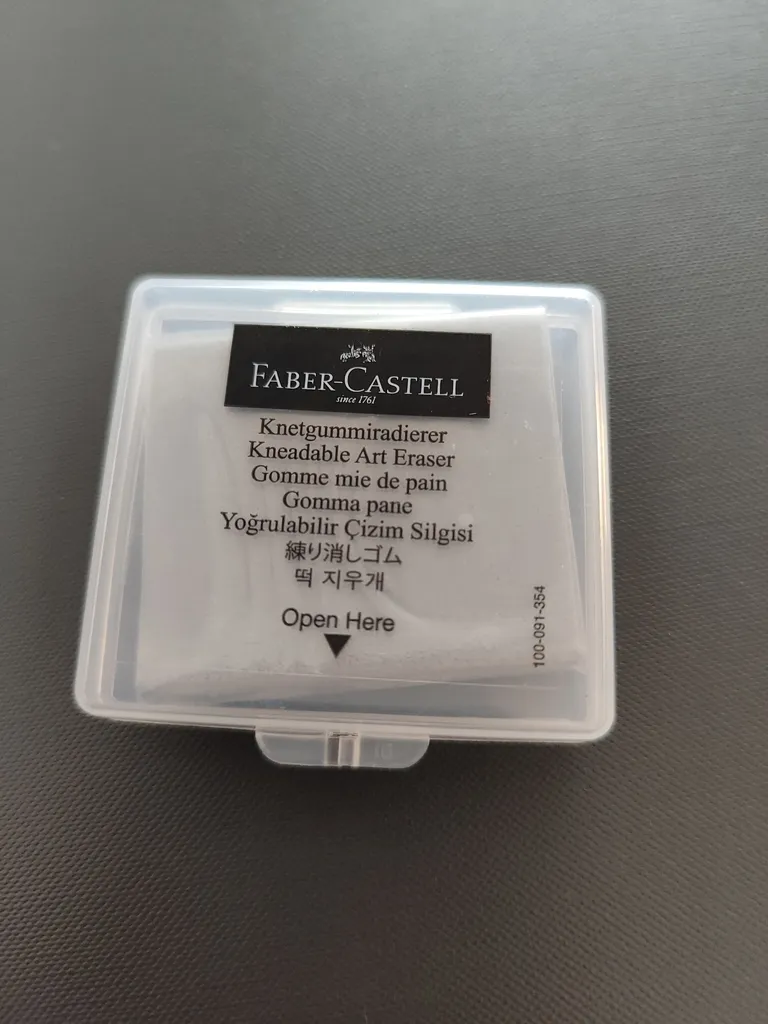 FABER-CASTELL
since 1761
Knetgummiradierer
Kneadable Art Eraser
Gomme mie de pain
Gomma pane
Yoğrulabilir Çizim Silgisi
練り消しゴム
떡 지우개
Open Here
100-091-354